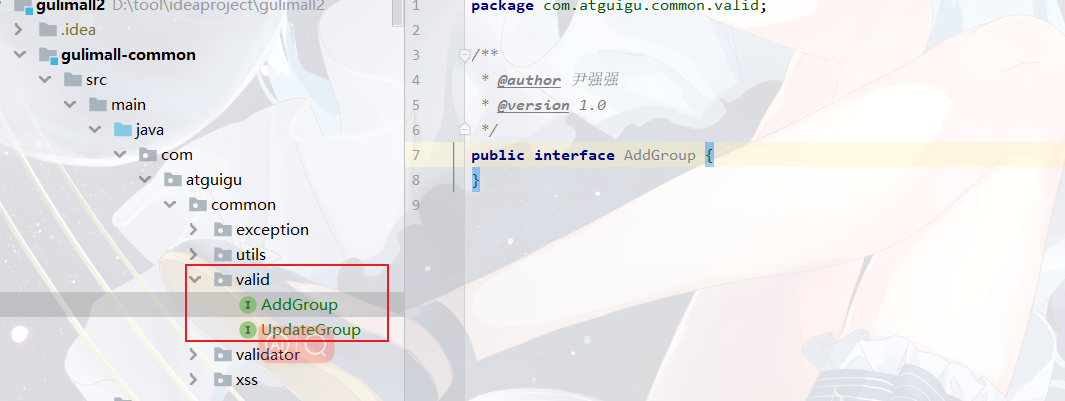 gulimall2 D:\tool\ideaproject\gulimall2
.idea
gulimall-common
src
main
java
com
atguigu
common
exception
utils
valid
I AddGroup
I UpdateGroup
validator
xss
1 package com.atguigu.common.valid;
2
3 /**
4 * @author 尹强强
5 * @version 1.0
6 */
7 public interface AddGroup {
8 }
9